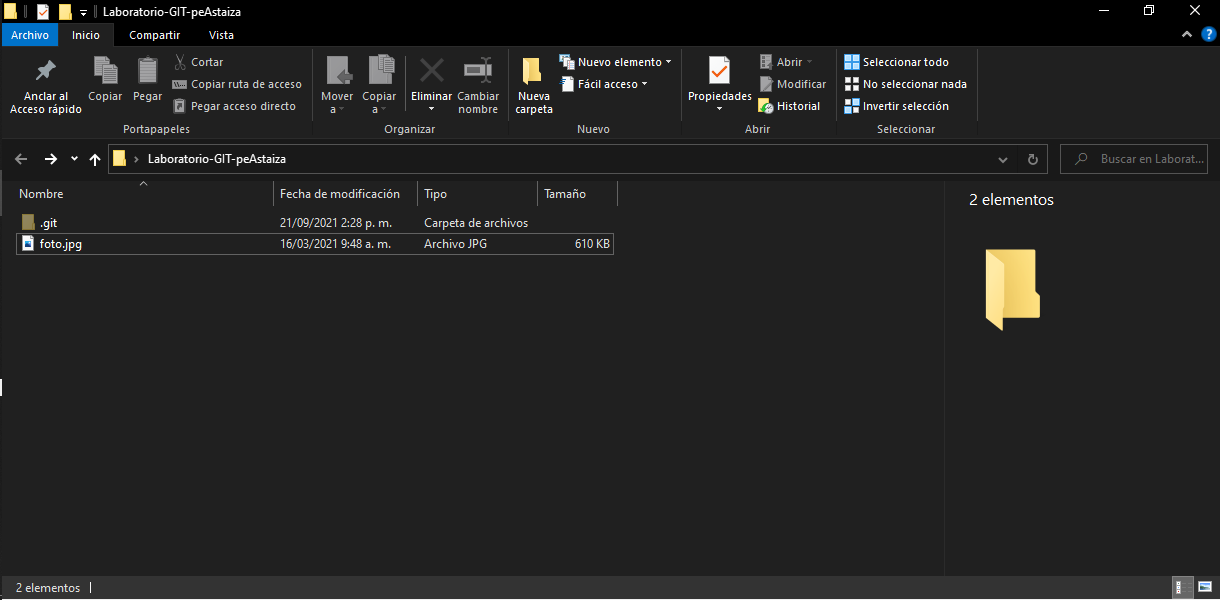 Laboratorio-GIT-peAstaiza
Archivo Inicio Compartir Vista
Anclar al
Acceso rápido
Copiar
Pegar
Cortar
Copiar ruta de acceso
Pegar acceso directo
Portapapeles
Mover
a
Copiar
a
Eliminar
Cambiar
nombre
Organizar
Nueva
carpeta
Nuevo elemento
Fácil acceso
Nuevo
Propiedades
Abrir
Modificar
Historial
Abrir
Seleccionar todo
No seleccionar nada
Invertir selección
Seleccionar
Laboratorio-GIT-peAstaiza
Buscar en Laborat...
Nombre Fecha de modificación Tipo Tamaño
.git 21/09/2021 2:28 p. m. Carpeta de archivos
foto.jpg 16/03/2021 9:48 a. m. Archivo JPG 610 KB
2 elementos
2 elementos